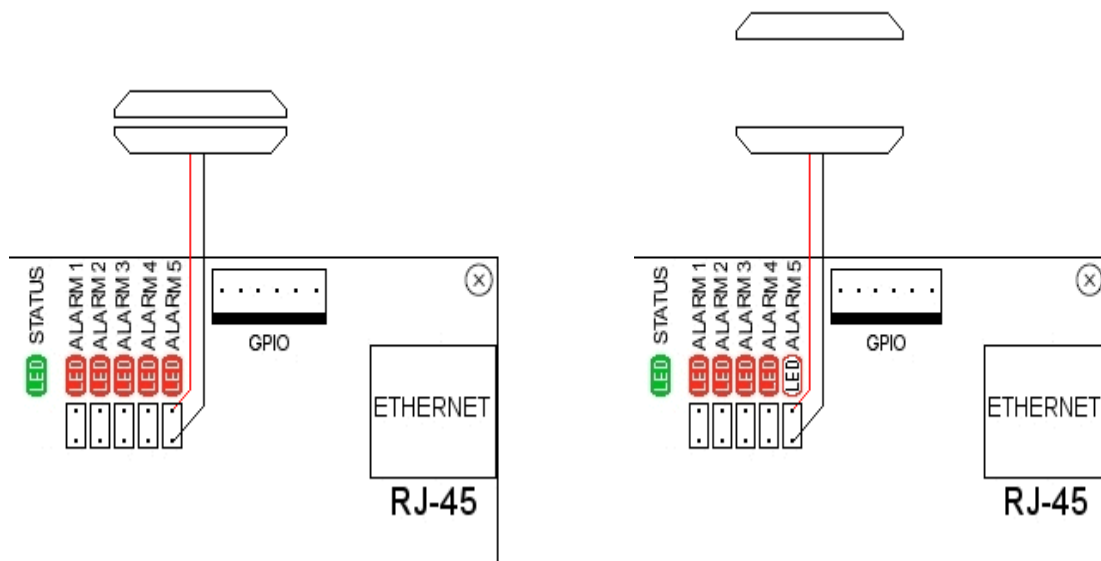 STATUS
ALARM 1
ALARM 2
ALARM 3
ALARM 4
ALARM 5
LED
LED
LED
LED
LED
LED
GPIO
ETHERNET
RJ-45
STATUS
ALARM 1
ALARM 2
ALARM 3
ALARM 4
ALARM 5
LED
LED
LED
LED
LED
LED
GPIO
ETHERNET
RJ-45